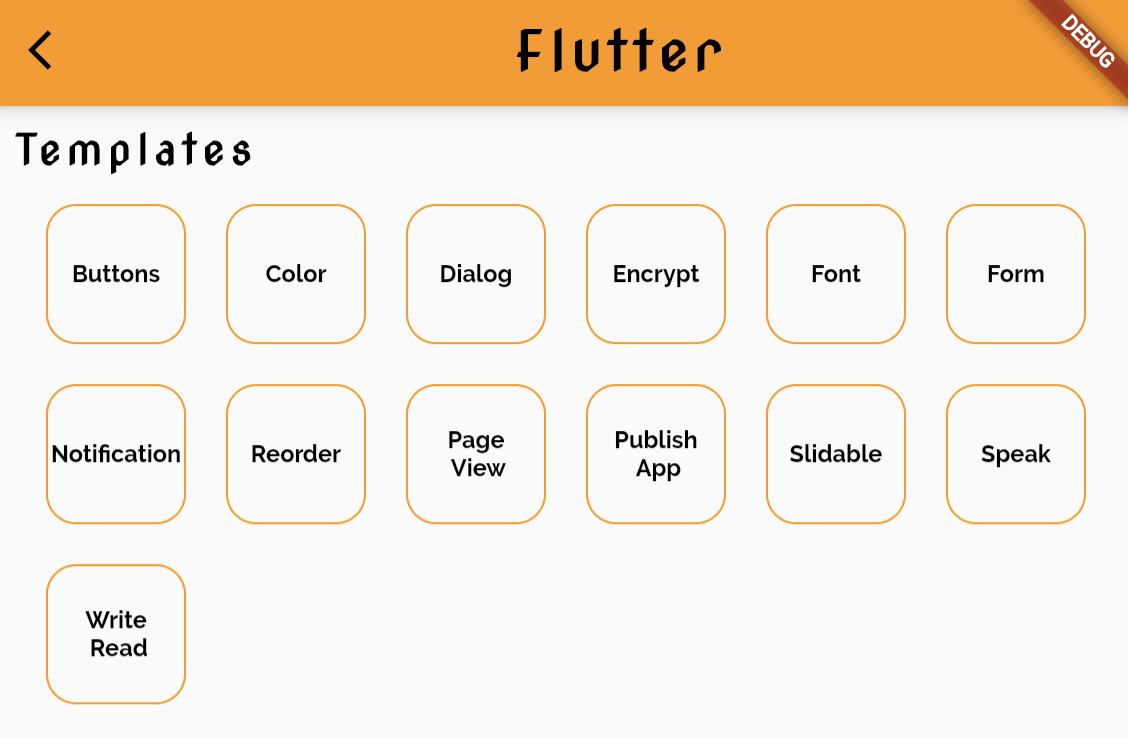 Flutter
DEBUG
Templates
Buttons
Color
Dialog
Encrypt
Font
Form
Notification
Reorder
Page
View
Publish
App
Slidable
Speak
Write
Read